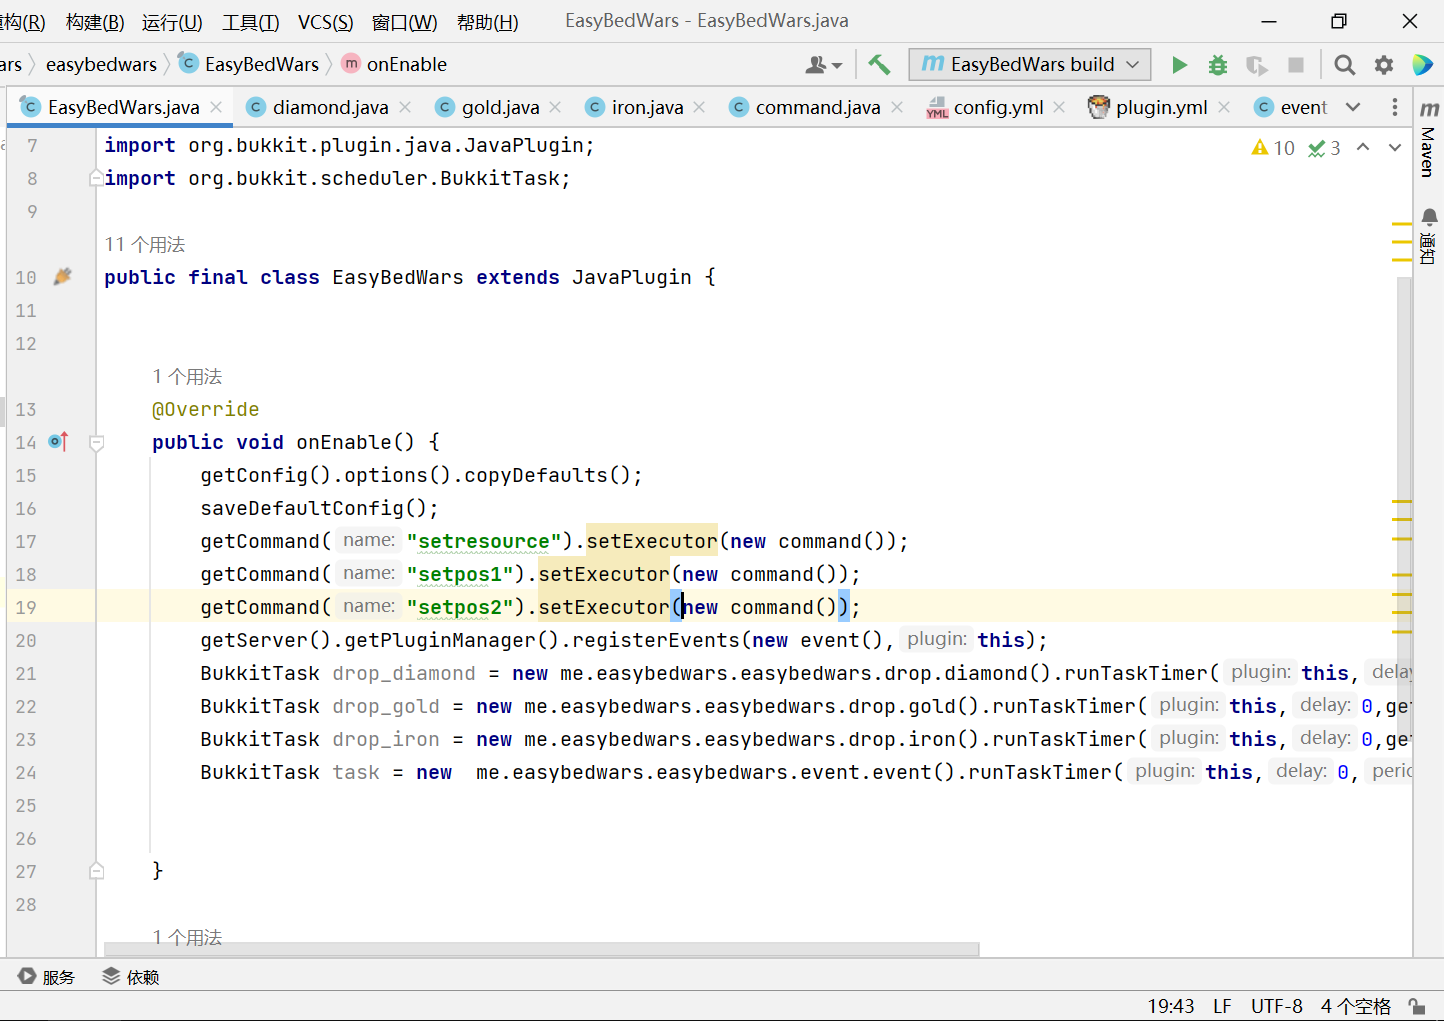 构(R) 构建(B) 运行(U) 工具(T) VCS(S) 窗口(W) 帮助(H) EasyBedWars - EasyBedWars.java
ars easybedwars EasyBedWars onEnable EasyBedWars build
EasyBedWars.java diamond.java gold.java iron.java command.java config.yml plugin.yml event
7 import org.bukkit.plugin.java.JavaPlugin;
10 3
8 import org.bukkit.scheduler.BukkitTask;
9
11 个用法
10 public final class EasyBedWars extends JavaPlugin {
11
12
1 个用法
13 @Override
14 public void onEnable() {
15 getConfig().options().copyDefaults();
16 saveDefaultConfig();
17 getCommand( name: "setresource").setExecutor(new command());
18 getCommand( name: "setpos1").setExecutor(new command());
19 getCommand( name: "setpos2").setExecutor(new command());
20 getServer().getPluginManager().registerEvents(new event(), plugin: this);
21 BukkitTask drop_diamond = new me.easybedwars.easybedwars.drop.diamond().runTaskTimer( plugin: this, delay
22 BukkitTask drop_gold = new me.easybedwars.easybedwars.drop.gold().runTaskTimer( plugin: this, delay: 0,ge
23 BukkitTask drop_iron = new me.easybedwars.easybedwars.drop.iron().runTaskTimer( plugin: this, delay: 0,ge
24 BukkitTask task = new  me.easybedwars.easybedwars.event.event().runTaskTimer( plugin: this, delay: 0, peri
25
26
27 }
28
1 个用法
Maven
通知
服务 依赖
19:43 LF UTF-8 4 个空格